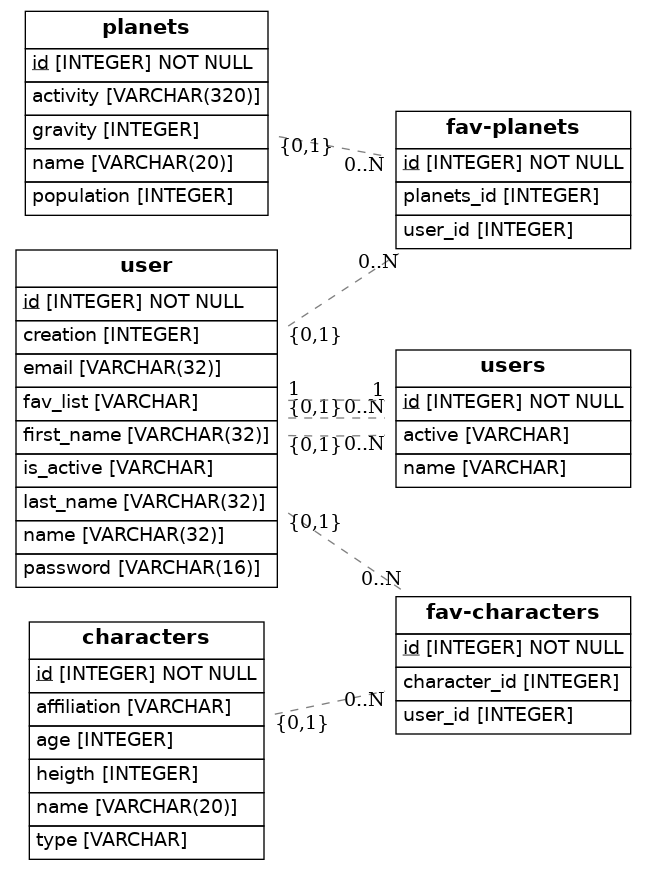 planets
id [INTEGER] NOT NULL
activity [VARCHAR(320)]
gravity [INTEGER]
name [VARCHAR(20)]
population [INTEGER]
{0,1}
0..N
fav-planets
id [INTEGER] NOT NULL
planets_id [INTEGER]
user_id [INTEGER]
user
id [INTEGER] NOT NULL
creation [INTEGER]
email [VARCHAR(32)]
fav_list [VARCHAR]
first_name [VARCHAR(32)]
is_active [VARCHAR]
last_name [VARCHAR(32)]
name [VARCHAR(32)]
password [VARCHAR(16)]
0..N
{0,1}
1 1
{0,1} 0..N
{0,1} 0..N
{0,1}
0..N
users
id [INTEGER] NOT NULL
active [VARCHAR]
name [VARCHAR]
fav-characters
id [INTEGER] NOT NULL
character_id [INTEGER]
user_id [INTEGER]
characters
id [INTEGER] NOT NULL
affiliation [VARCHAR]
age [INTEGER]
heigth [INTEGER]
name [VARCHAR(20)]
type [VARCHAR]
0..N
{0,1}